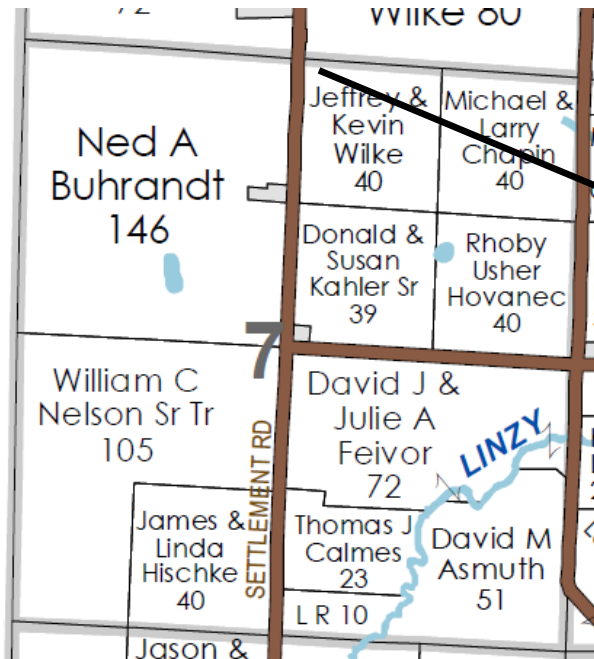 72
Wilke 80
Ned A
Buhrandt
146
Jeffrey &
Kevin
Wilke
40
Michael &
Larry
Chapin
40
Donald &
Susan
Kahler Sr
39
Rhoby
Usher
Hovanec
40
7
William C
Nelson Sr Tr
105
SETTLEMENT RD
David J &
Julie A
Feivor
72
LINZY
James &
Linda
Hischke
40
Thomas J
Calmes
23
L R 10
David M
Asmuth
51
Jason &